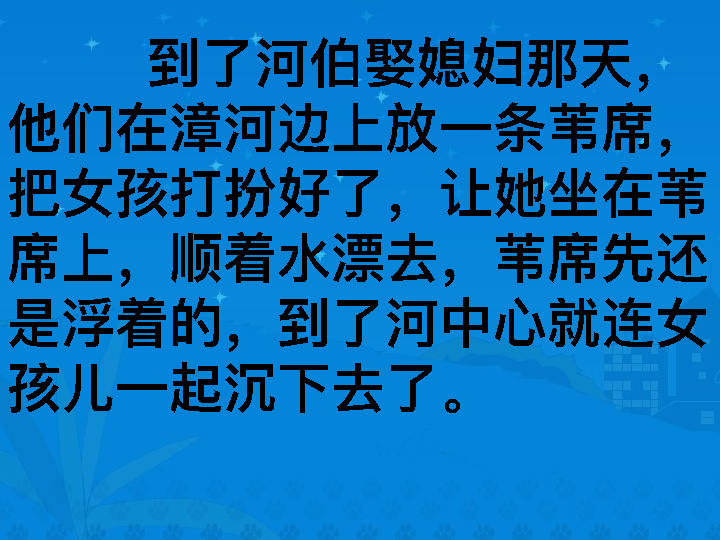 到了河伯娶媳妇那天，
他们在漳河边上放一条苇席，
把女孩打扮好了，让她坐在苇
席上，顺着水漂去，苇席先还
是浮着的，到了河中心就连女
孩儿一起沉下去了。